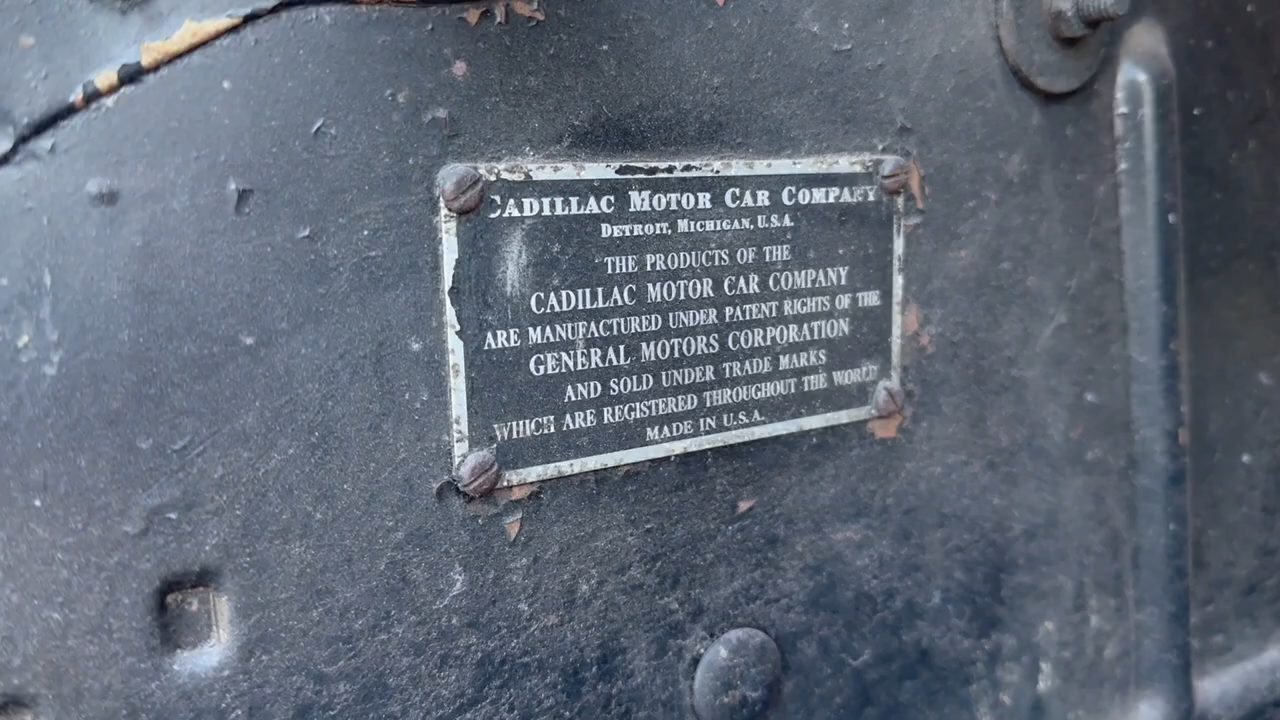 CADILLAC MOTOR CAR COMPANY
DETROIT, MICHIGAN, U.S.A.
THE PRODUCTS OF THE
CADILLAC MOTOR CAR COMPANY
ARE MANUFACTURED UNDER PATENT RIGHTS OF THE
GENERAL MOTORS CORPORATION
AND SOLD UNDER TRADE MARKS
WHICH ARE REGISTERED THROUGHOUT THE WORLD
MADE IN U.S.A.